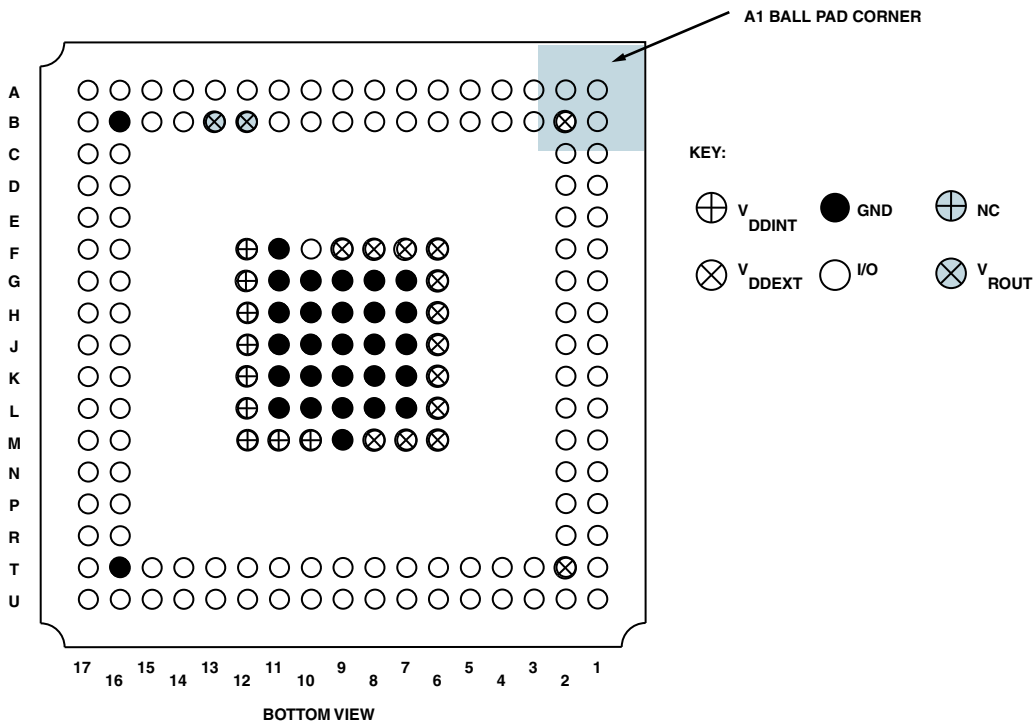 A1 BALL PAD CORNER
A
B
C
D
E
F
G
H
J
K
L
M
N
P
R
T
U
KEY:
VDDINT
GND
NC
VDDEXT
I/O
VROUT
17 16 15 14 13 12 11 10 9 8 7 6 5 4 3 2 1
BOTTOM VIEW